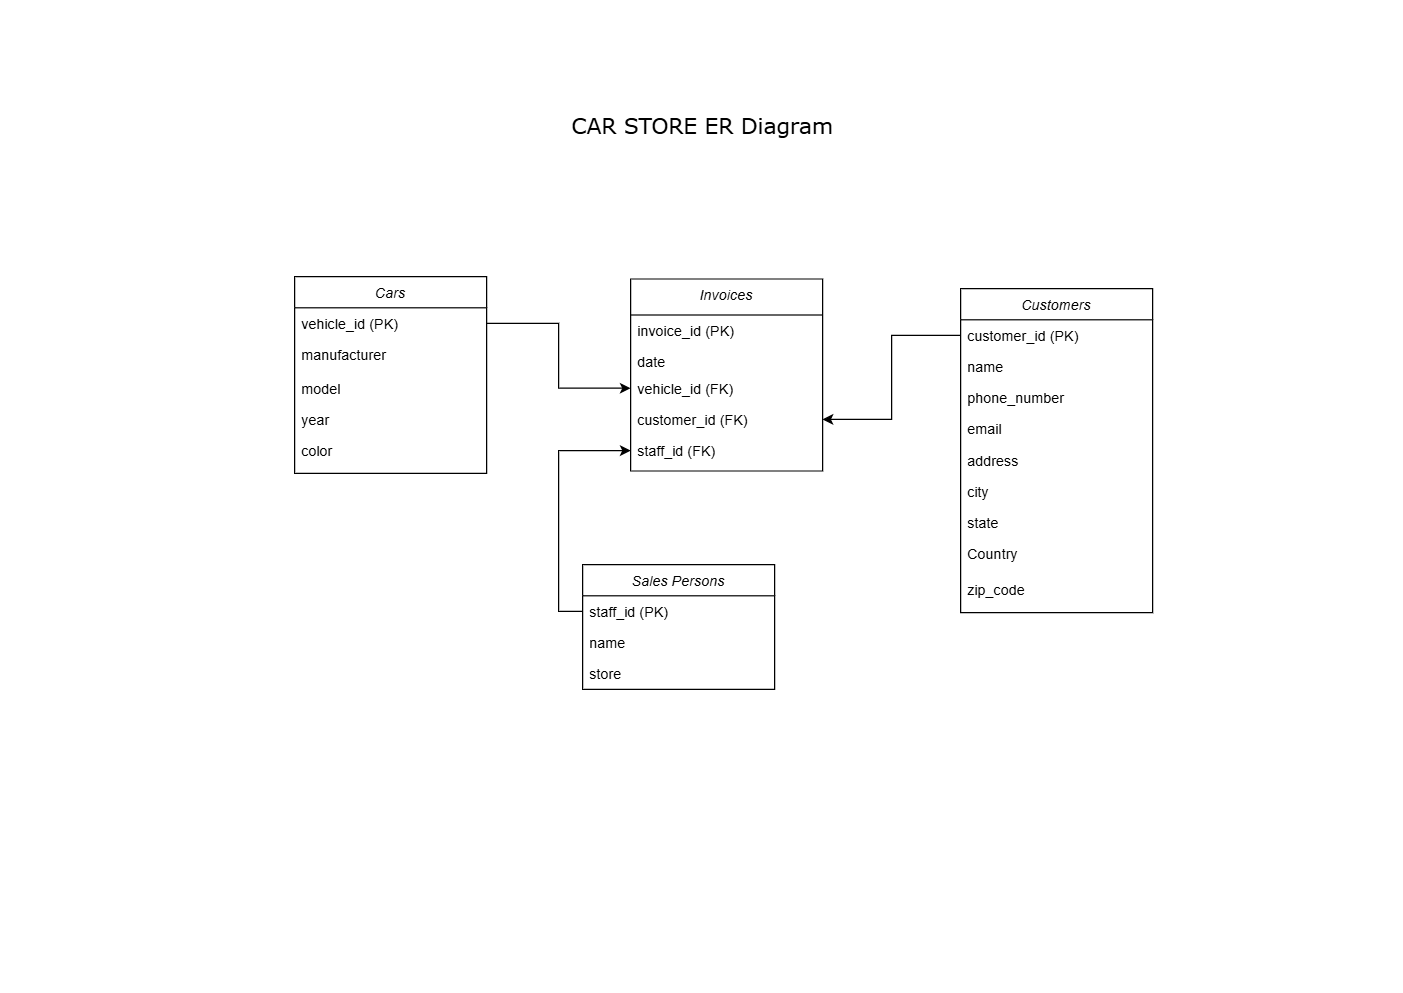 CAR STORE ER Diagram
Cars
vehicle_id (PK)
manufacturer
model
year
color
Invoices
invoice_id (PK)
date
vehicle_id (FK)
customer_id (FK)
staff_id (FK)
Customers
customer_id (PK)
name
phone_number
email
address
city
state
Country
zip_code
Sales Persons
staff_id (PK)
name
store